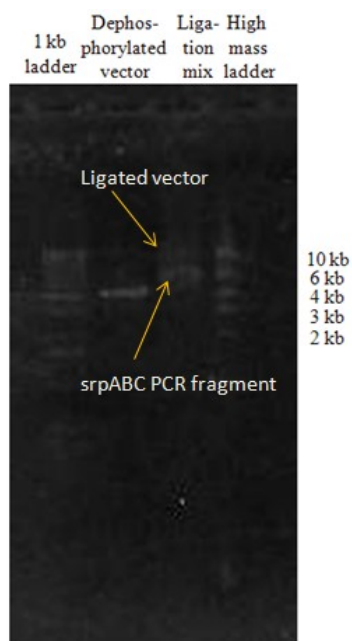 1 kb
ladder
Dephos-
phorylated
vector
Liga-
tion
mix
High
mass
ladder
Ligated vector
10 kb
6 kb
4 kb
3 kb
2 kb
srpABC PCR fragment